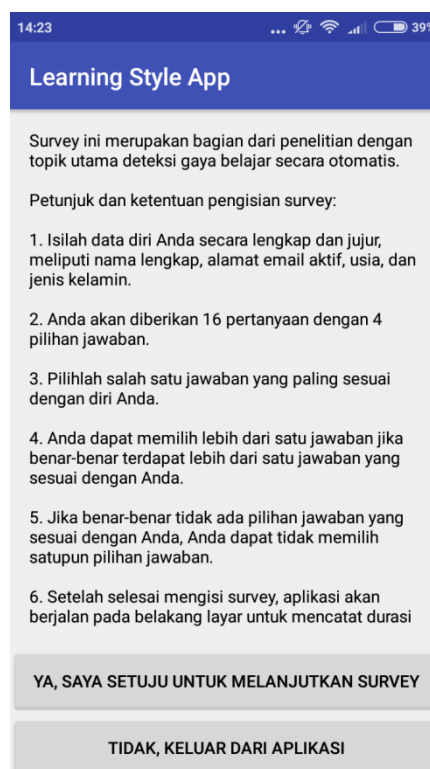 14:23
... 39%
Learning Style App
Survey ini merupakan bagian dari penelitian dengan
topik utama deteksi gaya belajar secara otomatis.
Petunjuk dan ketentuan pengisian survey:
1. Isilah data diri Anda secara lengkap dan jujur,
meliputi nama lengkap, alamat email aktif, usia, dan
jenis kelamin.
2. Anda akan diberikan 16 pertanyaan dengan 4
pilihan jawaban.
3. Pilihlah salah satu jawaban yang paling sesuai
dengan diri Anda.
4. Anda dapat memilih lebih dari satu jawaban jika
benar-benar terdapat lebih dari satu jawaban yang
sesuai dengan Anda.
5. Jika benar-benar tidak ada pilihan jawaban yang
sesuai dengan Anda, Anda dapat tidak memilih
satupun pilihan jawaban.
6. Setelah selesai mengisi survey, aplikasi akan
berjalan pada belakang layar untuk mencatat durasi
YA, SAYA SETUJU UNTUK MELANJUTKAN SURVEY
TIDAK, KELUAR DARI APLIKASI